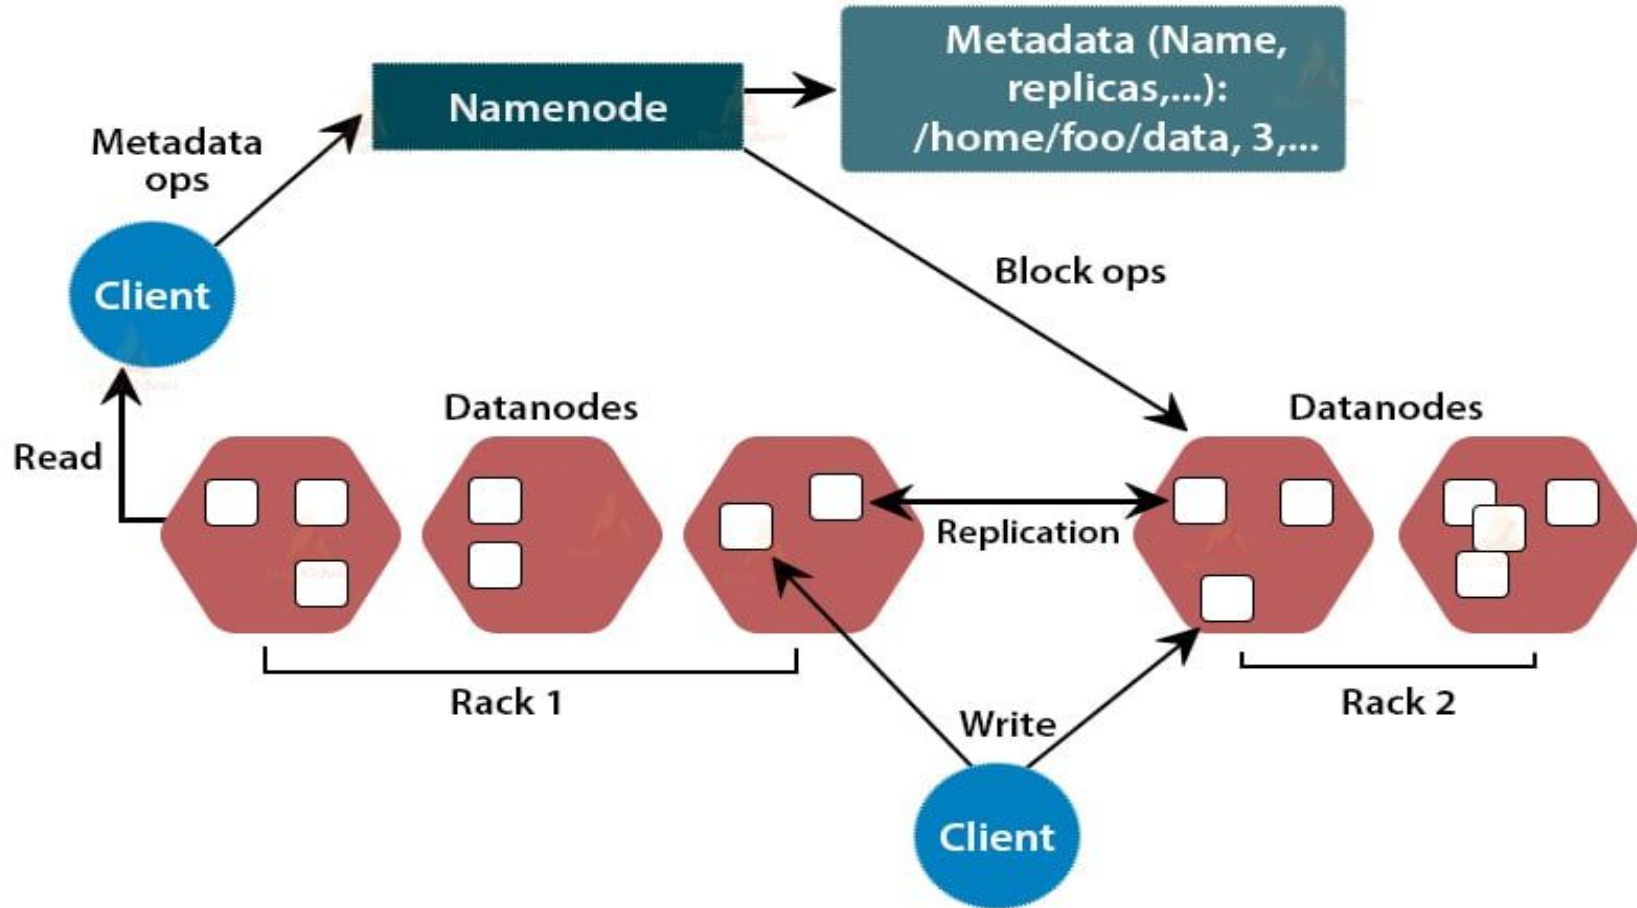 Metadata (Name,
replicas,...):
/home/foo/data, 3,...
Namenode
Metadata
ops
Client
Block ops
Datanodes
Datanodes
Read
Replication
Rack 1
Rack 2
Write
Client